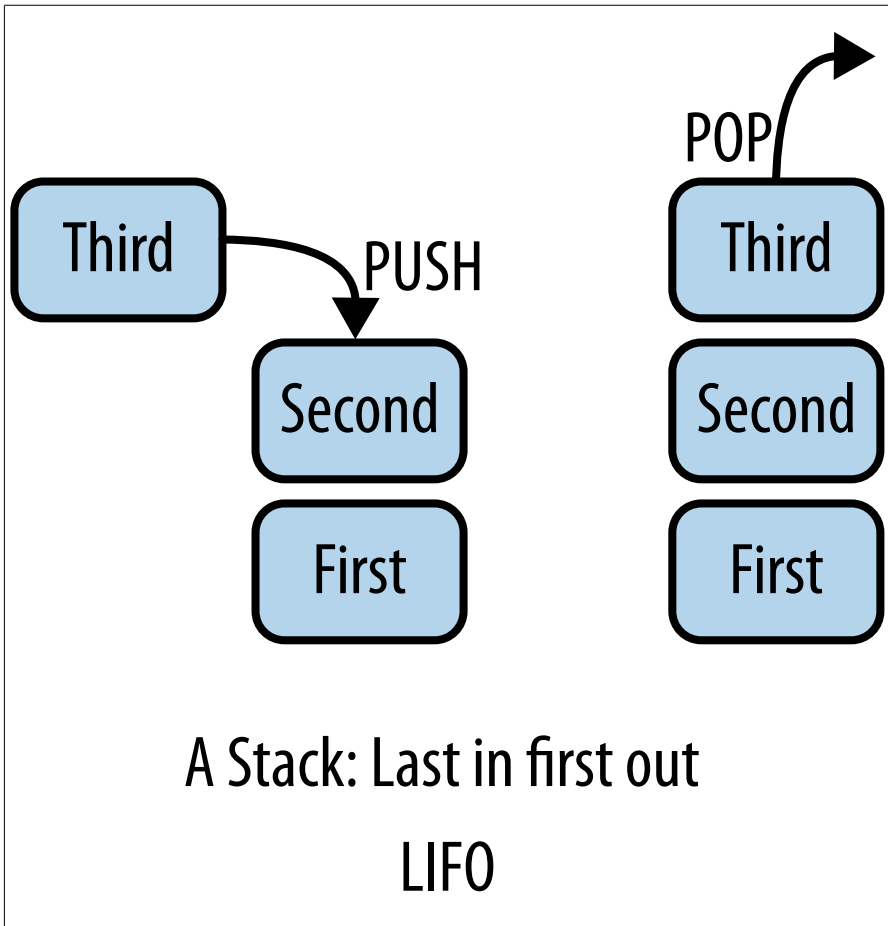 POP
Third
Third
PUSH
Second
Second
First
First
A Stack: Last in first out
LIFO